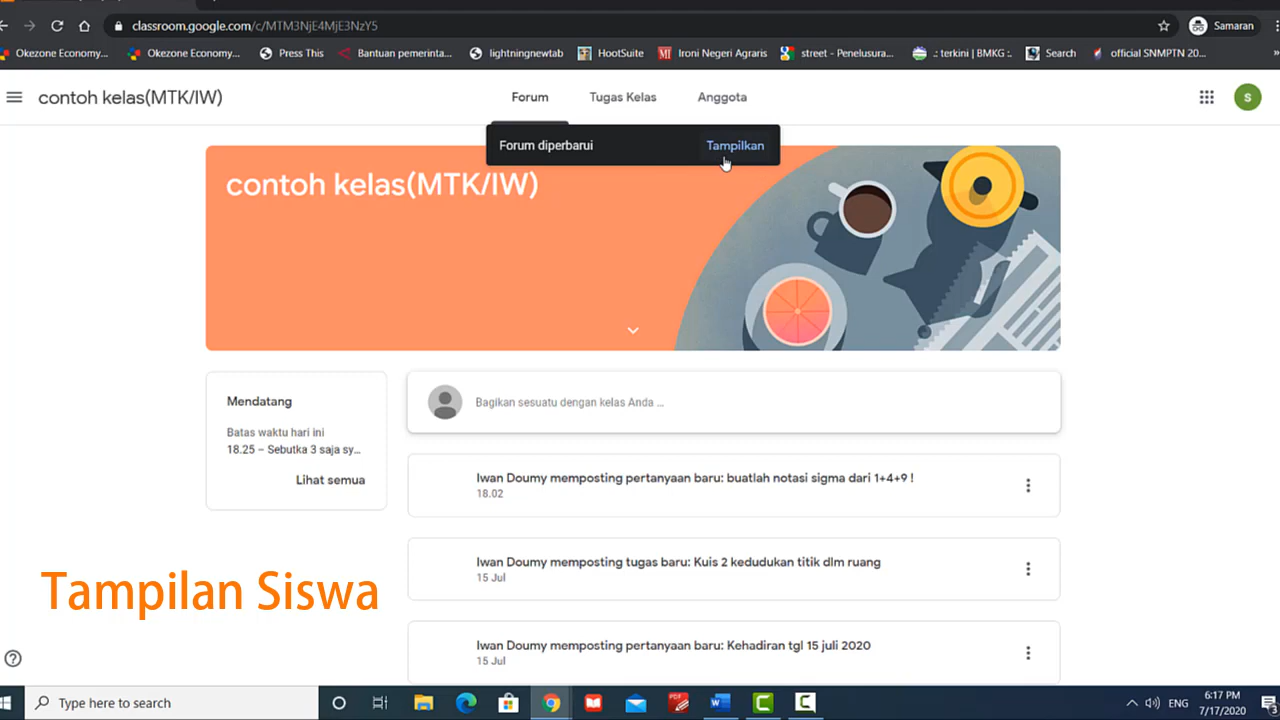 classroom.google.com/c/MTM3NjE4MjE3NzY5
Samaran
Okezone Economy...
Okezone Economy...
Press This
Bantuan pemerinta...
lightningnewtab
HootSuite
Ironi Negeri Agraris
street - Penelusura...
.: terkini | BMKG :.
Search
official SNMPTN 20...
»
contoh kelas(MTK/IW)
Forum
Tugas Kelas
Anggota
S
Forum diperbarui
Tampilkan
contoh kelas(MTK/IW)
Mendatang
Batas waktu hari ini
18.25 – Sebutka 3 saja sy...
Lihat semua
Bagikan sesuatu dengan kelas Anda ...
Iwan Doumy memposting pertanyaan baru: buatlah notasi sigma dari 1+4+9 !
18.02
Iwan Doumy memposting tugas baru: Kuis 2 kedudukan titik dlm ruang
15 Jul
Iwan Doumy memposting pertanyaan baru: Kehadiran tgl 15 juli 2020
15 Jul
Tampilan Siswa
Type here to search
ENG
6:17 PM
7/17/2020
3